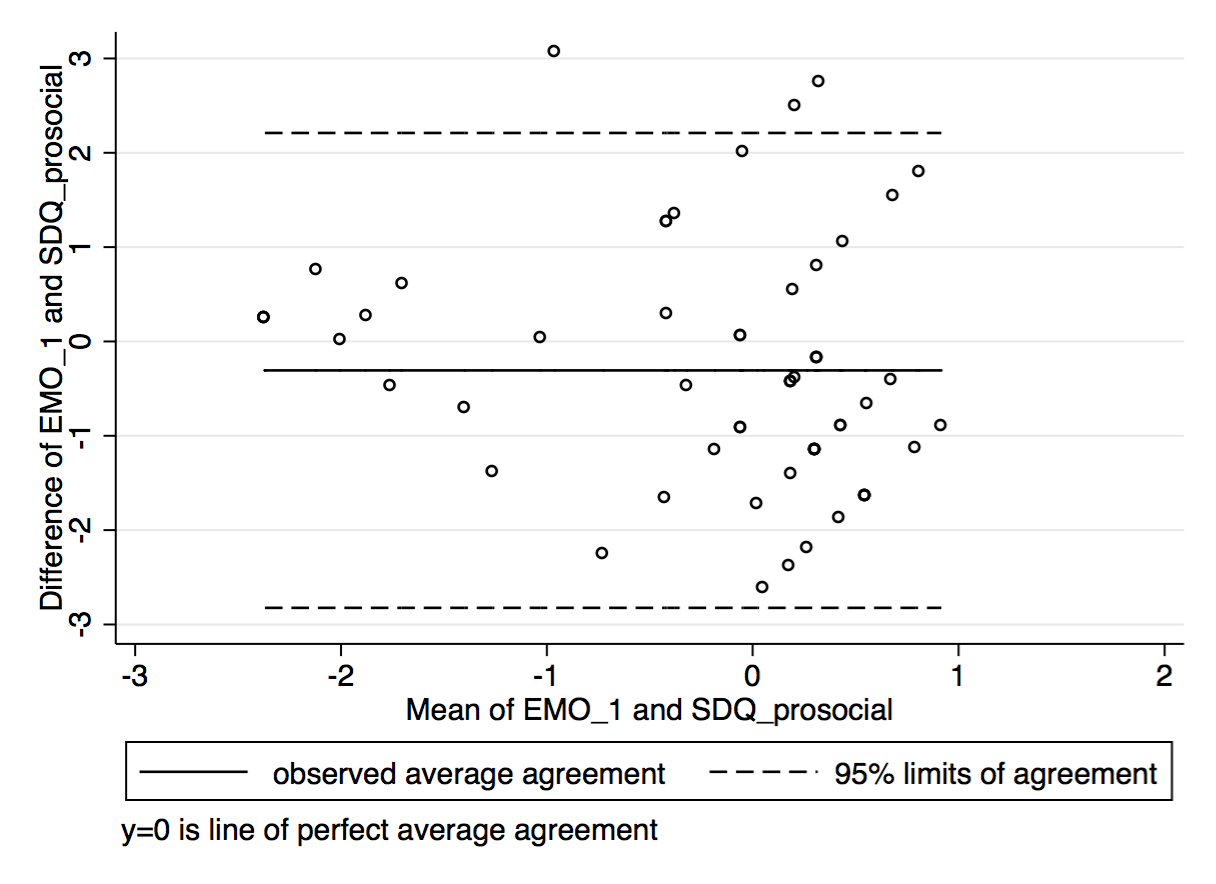 Difference of EMO_1 and SDQ_prosocial
3
2
1
0
-1
-2
-3
-3 -2 -1 0 1 2
Mean of EMO_1 and SDQ_prosocial
observed average agreement 95% limits of agreement
y=0 is line of perfect average agreement